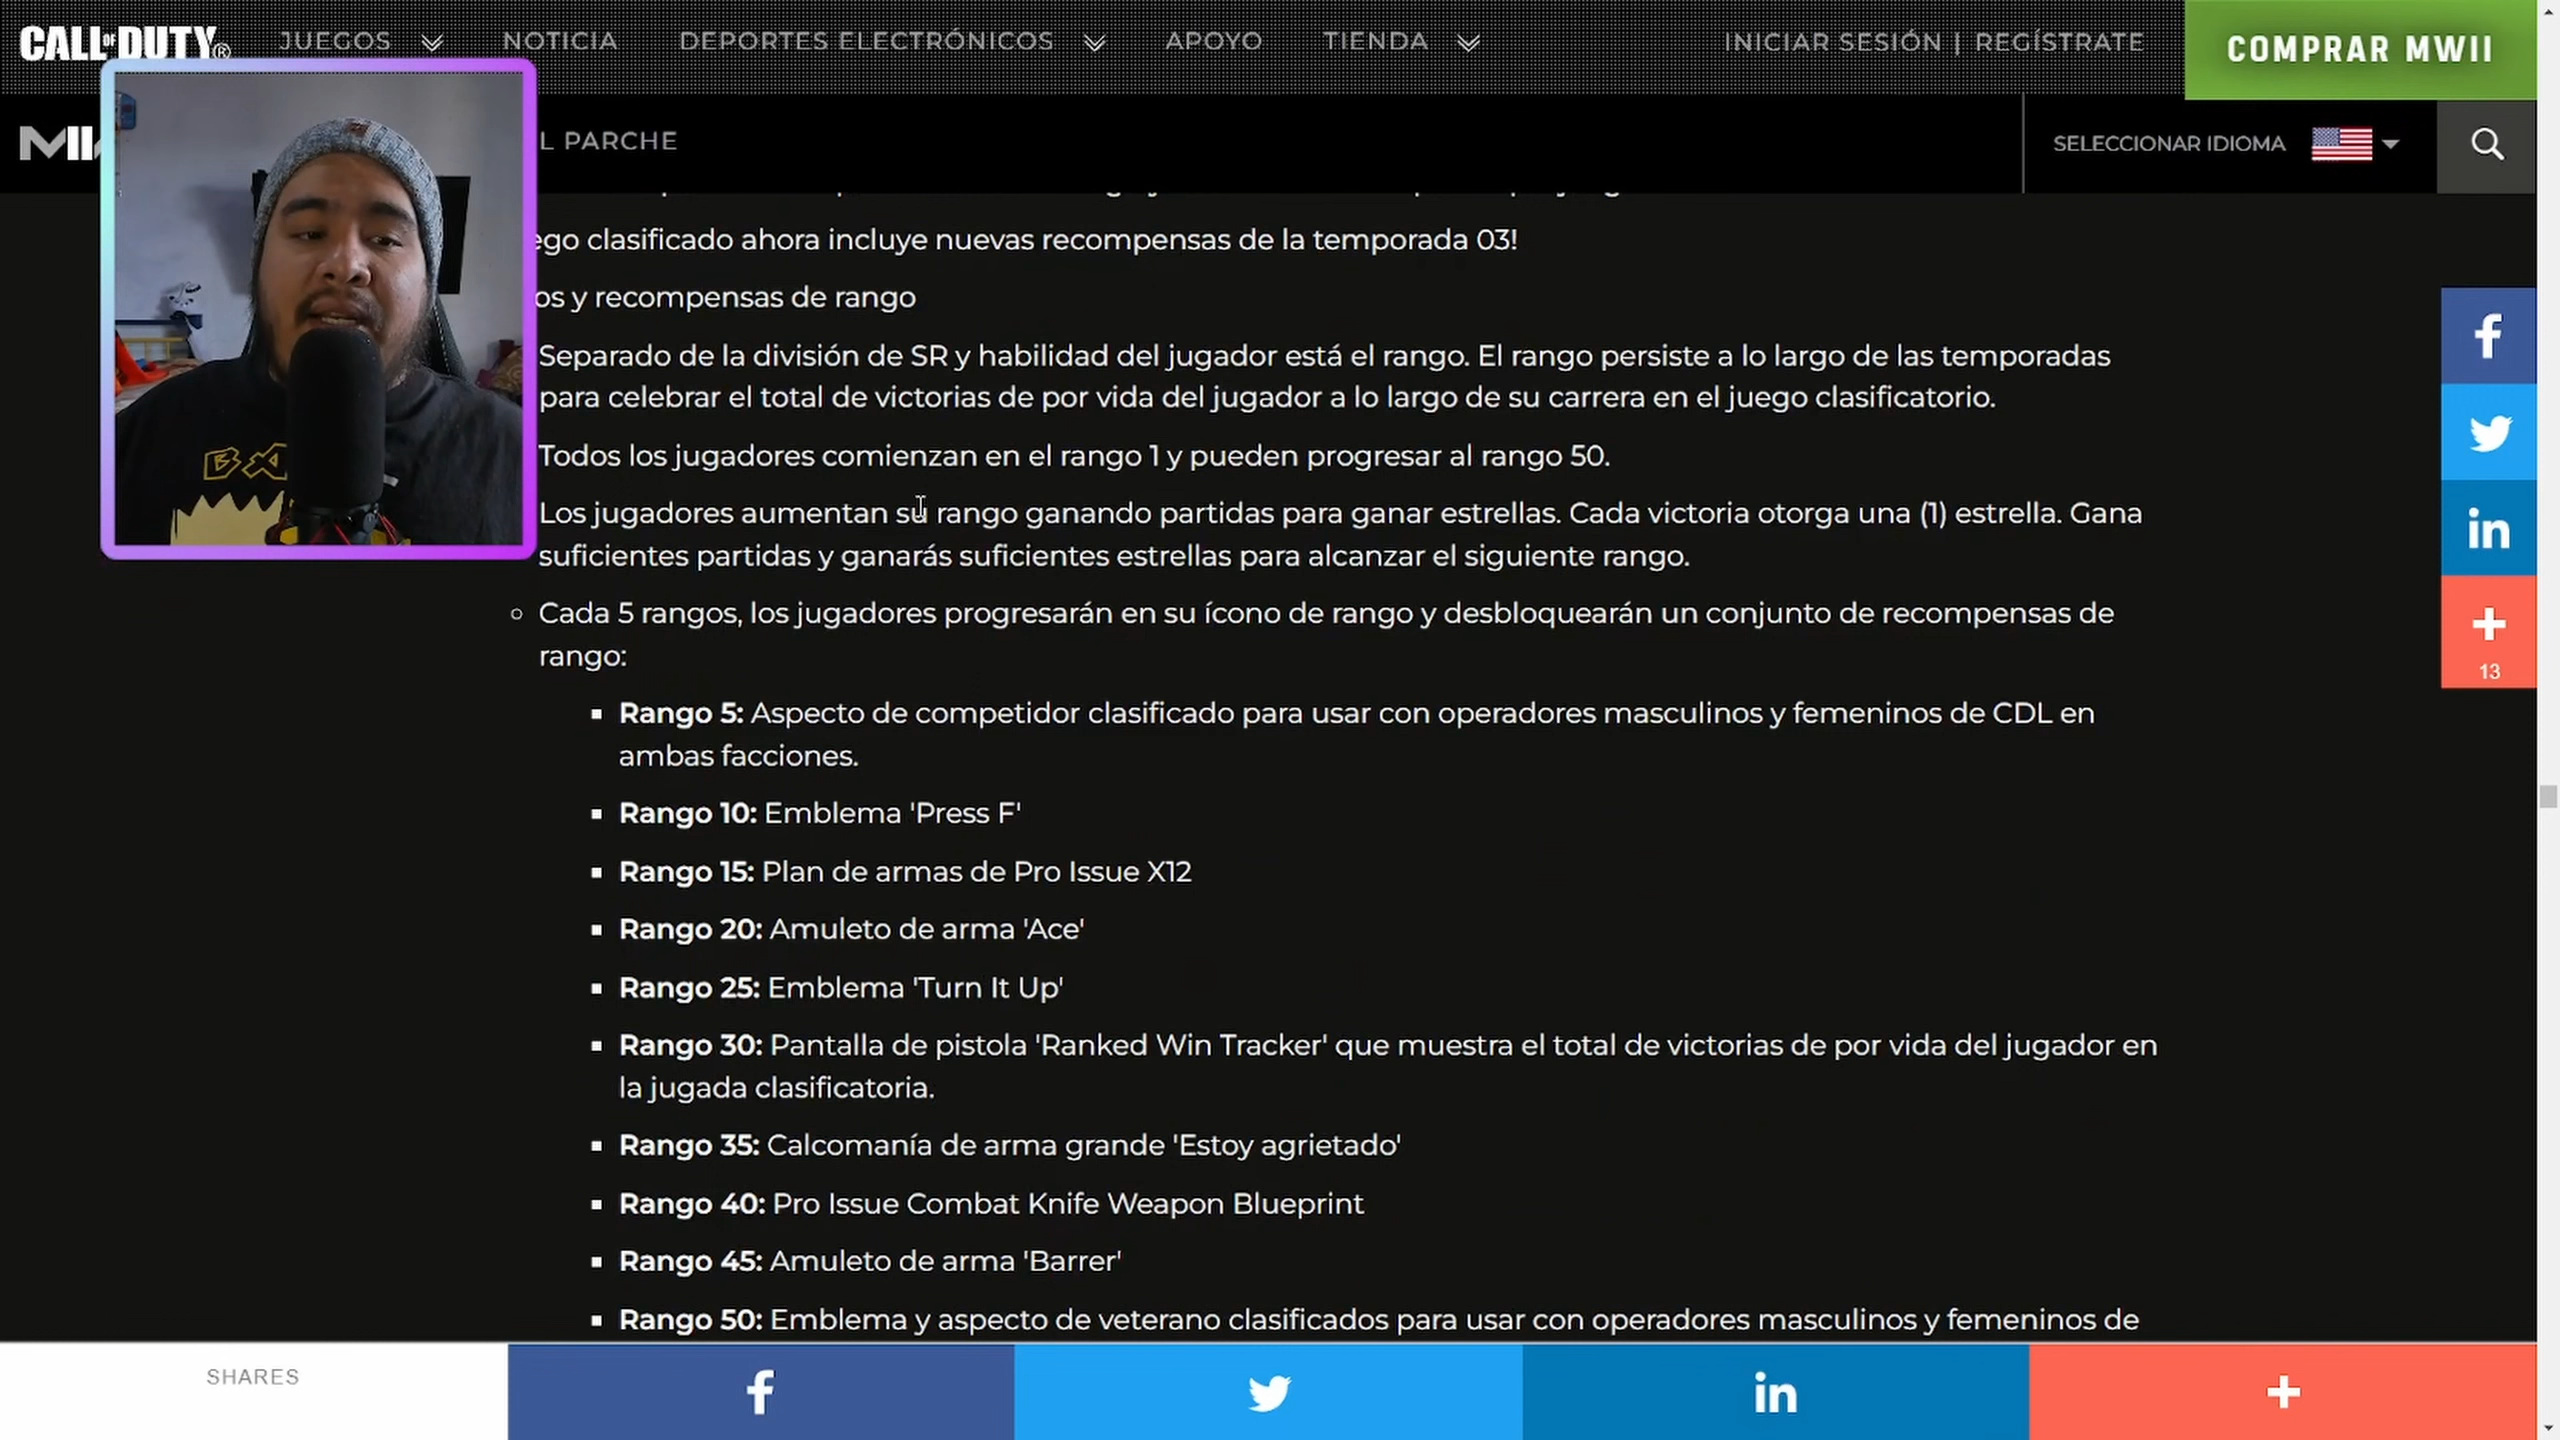 CALL OF DUTY®
JUEGOS
NOTICIA
DEPORTES ELECTRÓNICOS
APOYO
TIENDA
INICIAR SESIÓN | REGÍSTRATE
COMPRAR MWII
MII
L PARCHE
SELECCIONAR IDIOMA
ego clasificado ahora incluye nuevas recompensas de la temporada 03!
os y recompensas de rango
Separado de la división de SR y habilidad del jugador está el rango. El rango persiste a lo largo de las temporadas
para celebrar el total de victorias de por vida del jugador a lo largo de su carrera en el juego clasificatorio.
Todos los jugadores comienzan en el rango 1 y pueden progresar al rango 50.
Los jugadores aumentan su rango ganando partidas para ganar estrellas. Cada victoria otorga una (1) estrella. Gana
suficientes partidas y ganarás suficientes estrellas para alcanzar el siguiente rango.
Cada 5 rangos, los jugadores progresarán en su ícono de rango y desbloquearán un conjunto de recompensas de
rango:
Rango 5: Aspecto de competidor clasificado para usar con operadores masculinos y femeninos de CDL en
ambas facciones.
Rango 10: Emblema 'Press F'
Rango 15: Plan de armas de Pro Issue X12
Rango 20: Amuleto de arma 'Ace'
Rango 25: Emblema 'Turn It Up'
Rango 30: Pantalla de pistola 'Ranked Win Tracker' que muestra el total de victorias de por vida del jugador en
la jugada clasificatoria.
Rango 35: Calcomanía de arma grande 'Estoy agrietado'
Rango 40: Pro Issue Combat Knife Weapon Blueprint
Rango 45: Amuleto de arma 'Barrer'
Rango 50: Emblema y aspecto de veterano clasificados para usar con operadores masculinos y femeninos de
13
SHARES